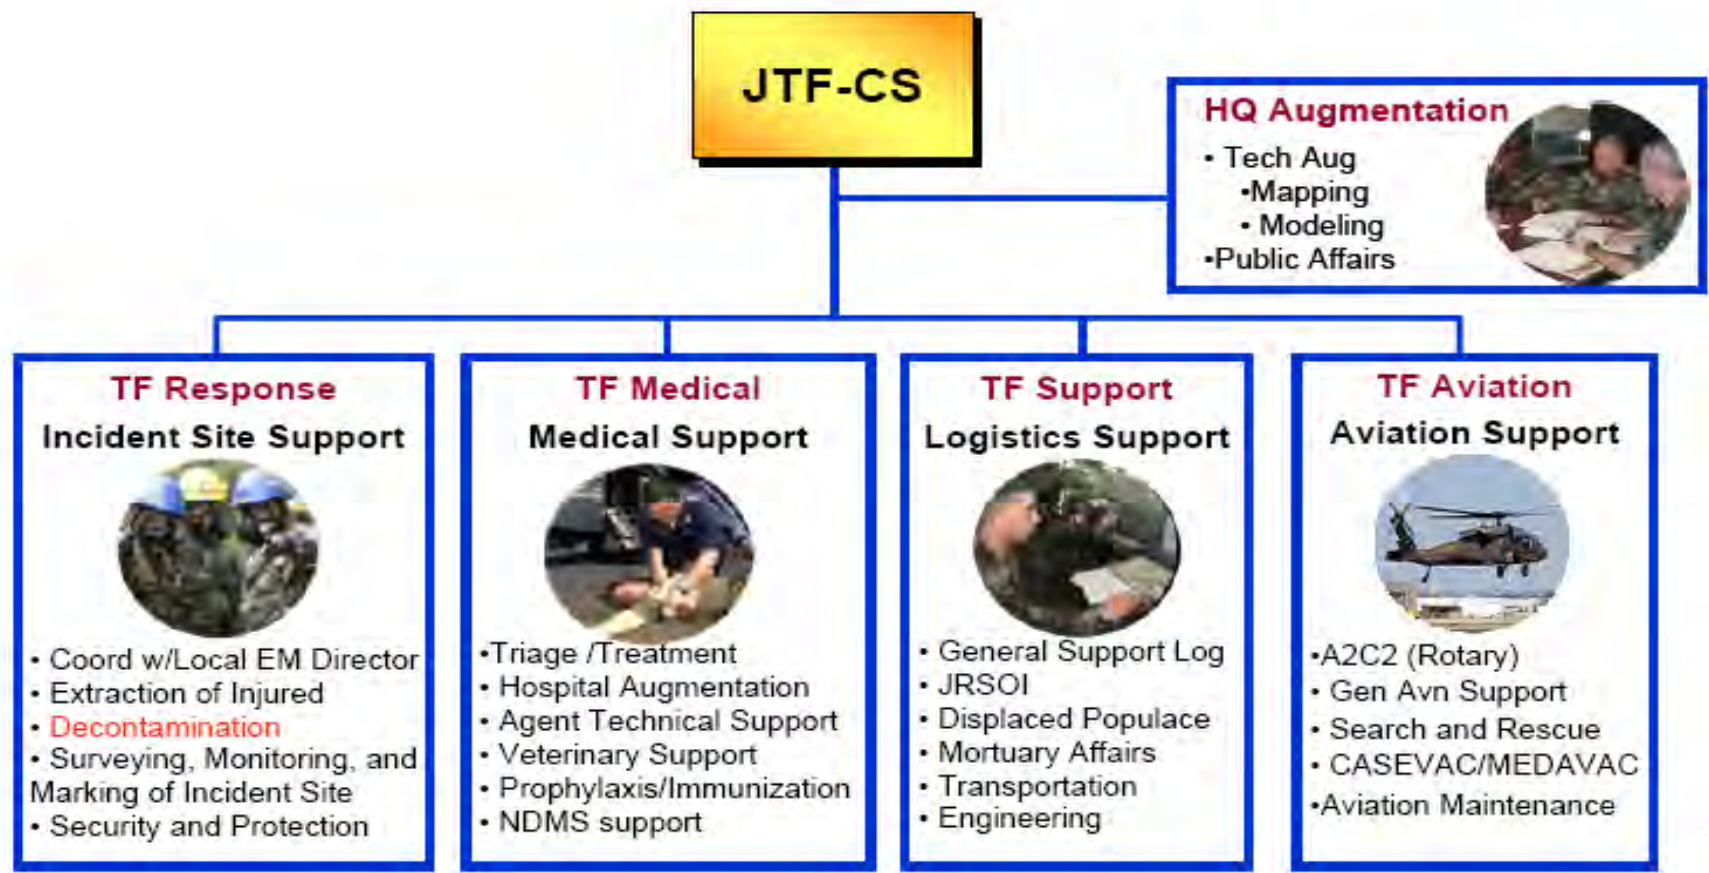 JTF-CS
HQ Augmentation
• Tech Aug
•Mapping
• Modeling
•Public Affairs
TF Response
Incident Site Support
• Coord w/Local EM Director
• Extraction of Injured
• Decontamination
• Surveying, Monitoring, and
Marking of Incident Site
• Security and Protection
TF Medical
Medical Support
•Triage /Treatment
• Hospital Augmentation
• Agent Technical Support
• Veterinary Support
• Prophylaxis/Immunization
• NDMS support
TF Support
Logistics Support
• General Support Log
• JRSOI
• Displaced Populace
• Mortuary Affairs
• Transportation
• Engineering
TF Aviation
Aviation Support
•A2C2 (Rotary)
• Gen Avn Support
• Search and Rescue
• CASEVAC/MEDAVAC
•Aviation Maintenance